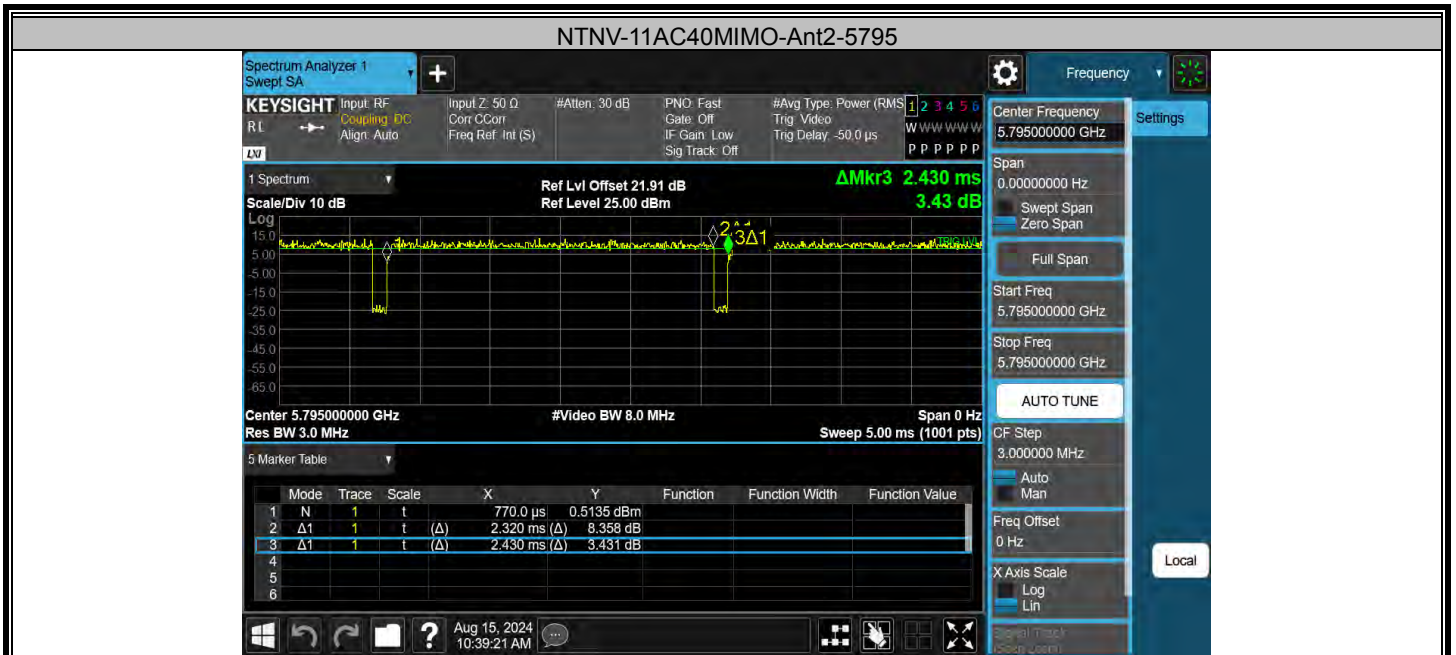 NTNV-11AC40MIMO-Ant2-5795
Spectrum Analyzer 1
Swept SA
+
Frequency
KEYSIGHT
RL
LXI
Input: RF
Coupling: DC
Align: Auto
Input Z: 50 Ω
Corr CCorr
Freq Ref: Int (S)
#Atten: 30 dB
PNO: Fast
Gate: Off
IF Gain: Low
Sig Track: Off
#Avg Type: Power (RMS
Trig: Video
Trig Delay: -50.0 µs
1 2 3 4 5 6
W W W W W W
P P P P P P
1 Spectrum
Scale/Div 10 dB
Ref Lvl Offset 21.91 dB
Ref Level 25.00 dBm
ΔMkr3 2.430 ms
3.43 dB
Log
15.0
5.00
-5.00
-15.0
-25.0
-35.0
-45.0
-55.0
-65.0
3Δ1
TRIG LVL
Center 5.795000000 GHz
#Video BW 8.0 MHz
Span 0 Hz
Res BW 3.0 MHz
Sweep 5.00 ms (1001 pts)
5 Marker Table
Mode Trace Scale X Y Function Function Width Function Value
1 N 1 t 770.0 µs 0.5135 dBm
2 Δ1 1 t (Δ) 2.320 ms (Δ) 8.358 dB
3 Δ1 1 t (Δ) 2.430 ms (Δ) 3.431 dB
4
5
6
Aug 15, 2024
10:39:21 AM
Center Frequency
5.795000000 GHz
Settings
Span
0.00000000 Hz
Swept Span
Zero Span
Full Span
Start Freq
5.795000000 GHz
Stop Freq
5.795000000 GHz
AUTO TUNE
CF Step
3.000000 MHz
Auto
Man
Freq Offset
0 Hz
X Axis Scale
Log
Lin
Signal Track
(Span Zoom)
Local